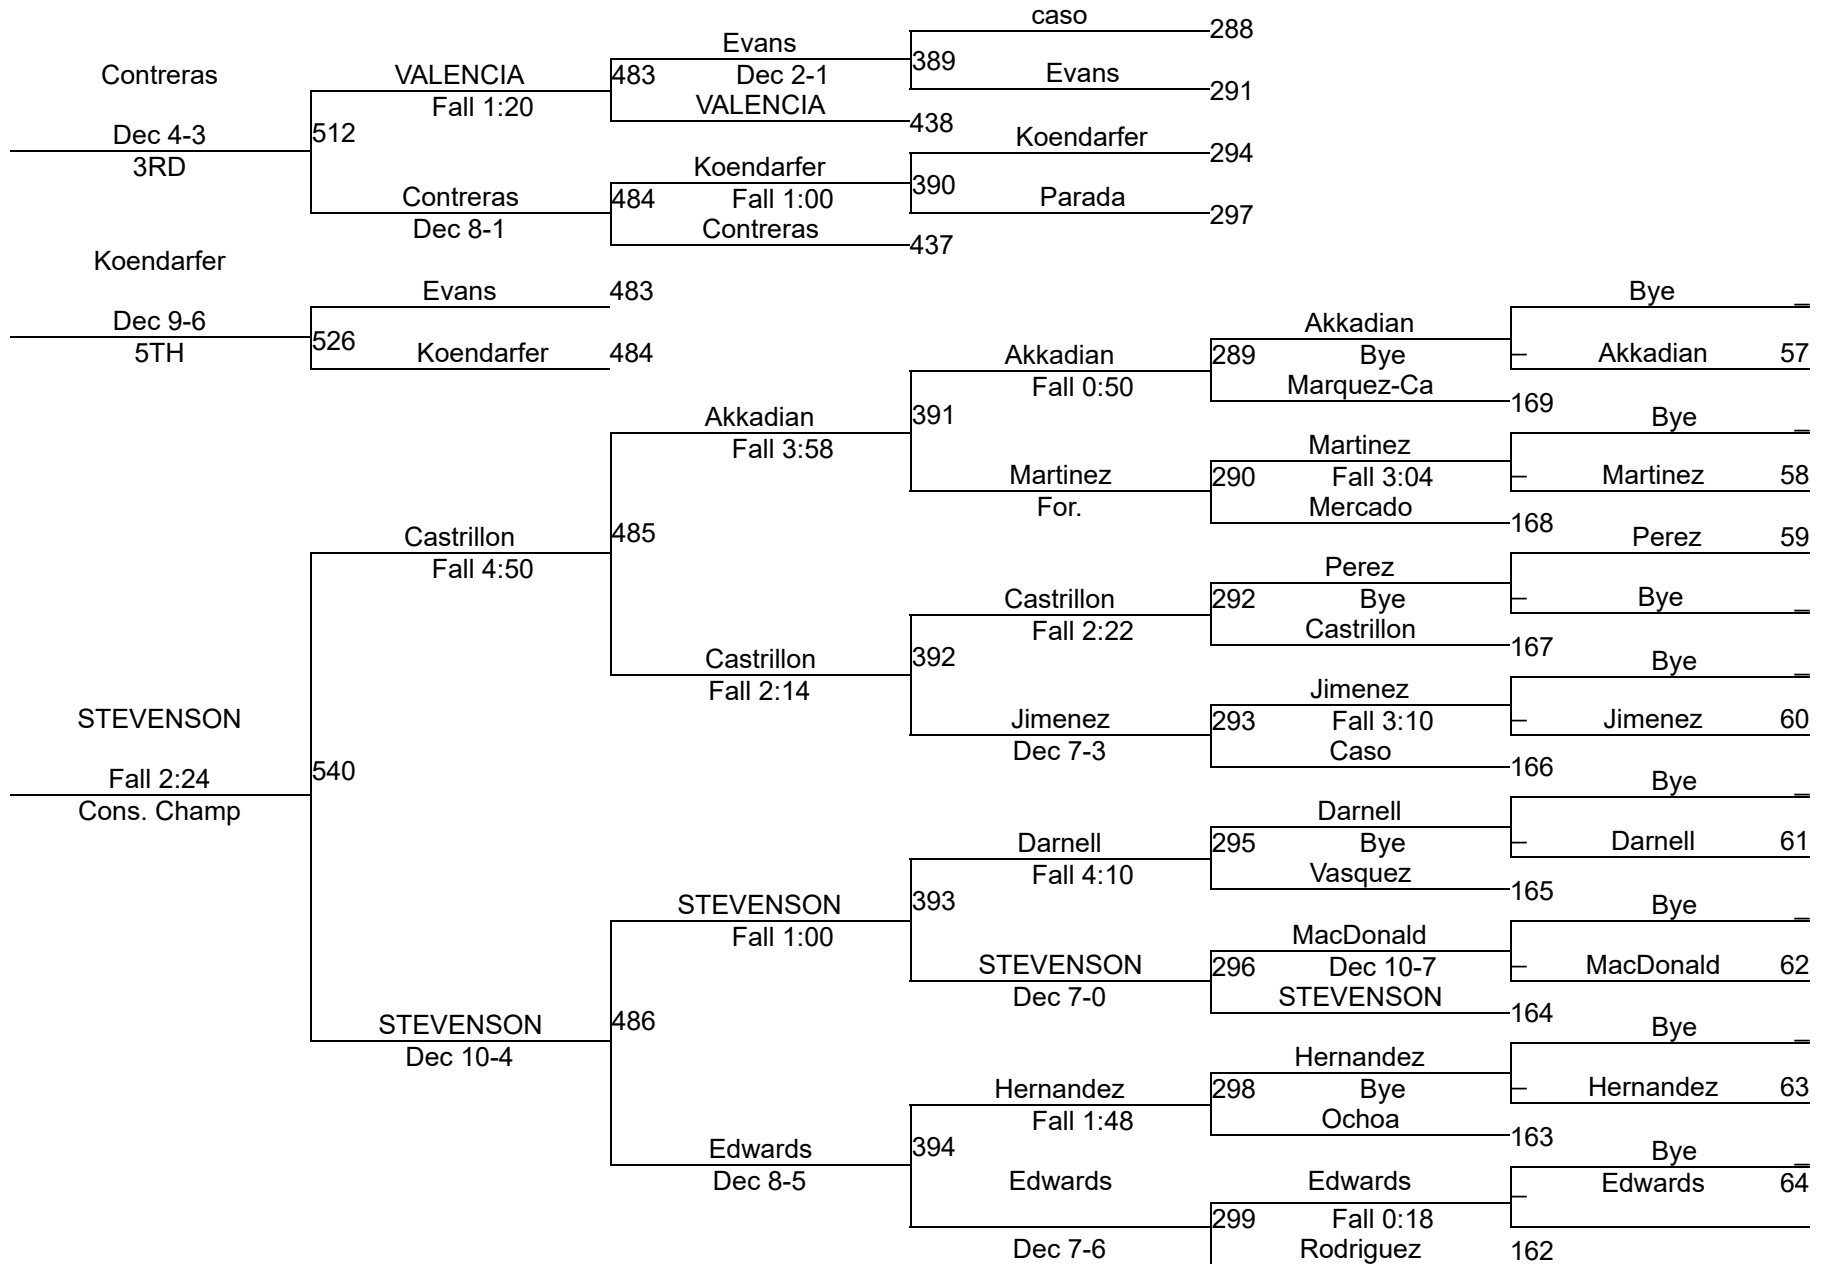 caso
288
Evans
389
Contreras
VALENCIA
483
Dec 2-1
Evans
291
Fall 1:20
VALENCIA
438
Dec 4-3
512
Koendarfer
294
3RD
Koendarfer
390
Contreras
484
Fall 1:00
Parada
297
Dec 8-1
Contreras
437
Koendarfer
Evans
483
Bye
_
Dec 9-6
526
Akkadian
5TH
Koendarfer
484
Akkadian
289
Bye
–
Akkadian
57
Fall 0:50
Marquez-Ca
169
Akkadian
391
Bye
_
Fall 3:58
Martinez
Martinez
290
Fall 3:04
–
Martinez
58
For.
Mercado
168
Castrillon
485
Perez
59
Fall 4:50
Perez
Castrillon
292
Bye
–
Bye
_
Fall 2:22
Castrillon
167
Castrillon
392
Bye
_
Fall 2:14
Jimenez
STEVENSON
Jimenez
293
Fall 3:10
–
Jimenez
60
Dec 7-3
Caso
166
Fall 2:24
540
Bye
_
Cons. Champ
Darnell
Darnell
295
Bye
–
Darnell
61
Fall 4:10
Vasquez
165
STEVENSON
393
Bye
_
Fall 1:00
MacDonald
STEVENSON
296
Dec 10-7
–
MacDonald
62
Dec 7-0
STEVENSON
164
STEVENSON
486
Bye
_
Dec 10-4
Hernandez
Hernandez
298
Bye
–
Hernandez
63
Fall 1:48
Ochoa
163
Edwards
394
Bye
_
Dec 8-5
Edwards
Edwards
–
Edwards
64
299
Fall 0:18
Dec 7-6
Rodriguez
162